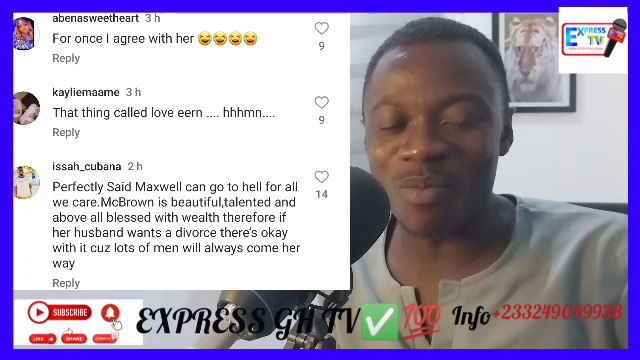 abenasweetheart 3 h
For once I agree with her 😂😂😂😂
9
Reply
kayliemaame 3 h
That thing called love eern .... hhhmn....
9
Reply
issah_cubana 2 h
Perfectly Said Maxwell can go to hell for all
we care.McBrown is beautiful,talented and
above all blessed with wealth therefore if
her husband wants a divorce there's okay
with it cuz lots of men will always come her
way
14
Reply
EXPRESS
TV
SUBSCRIBE
LIKE
SHARE
EXPRESS GH TV✅💯 Info+233249049938